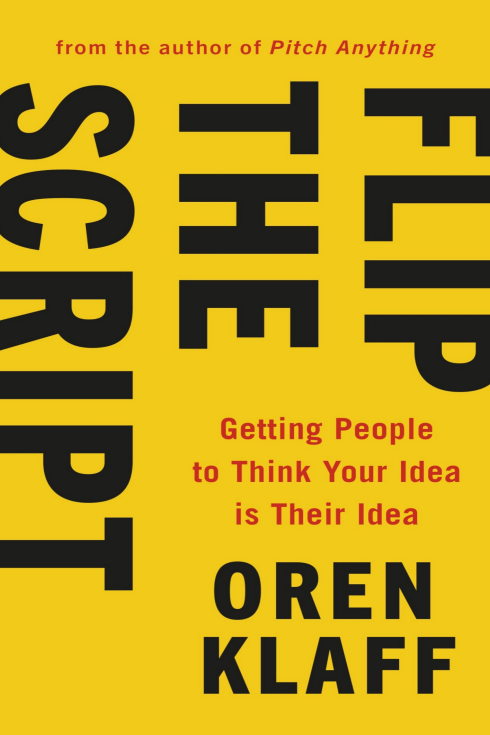 from the author of Pitch Anything
FLIP
THE
SCRIPT
Getting People
to Think Your Idea
is Their Idea
OREN
KLAFF